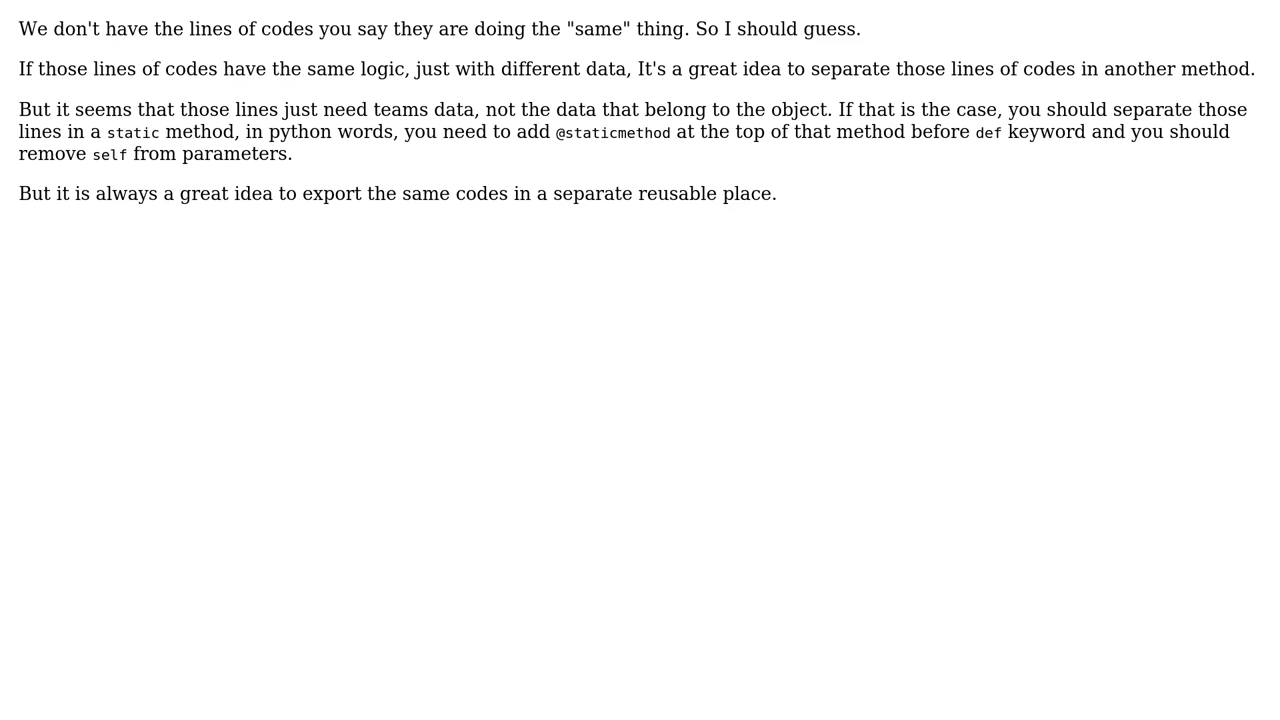 We don't have the lines of codes you say they are doing the "same" thing. So I should guess.
If those lines of codes have the same logic, just with different data, It's a great idea to separate those lines of codes in another method.
But it seems that those lines just need teams data, not the data that belong to the object. If that is the case, you should separate those
lines in a static method, in python words, you need to add @staticmethod at the top of that method before def keyword and you should
remove self from parameters.
But it is always a great idea to export the same codes in a separate reusable place.